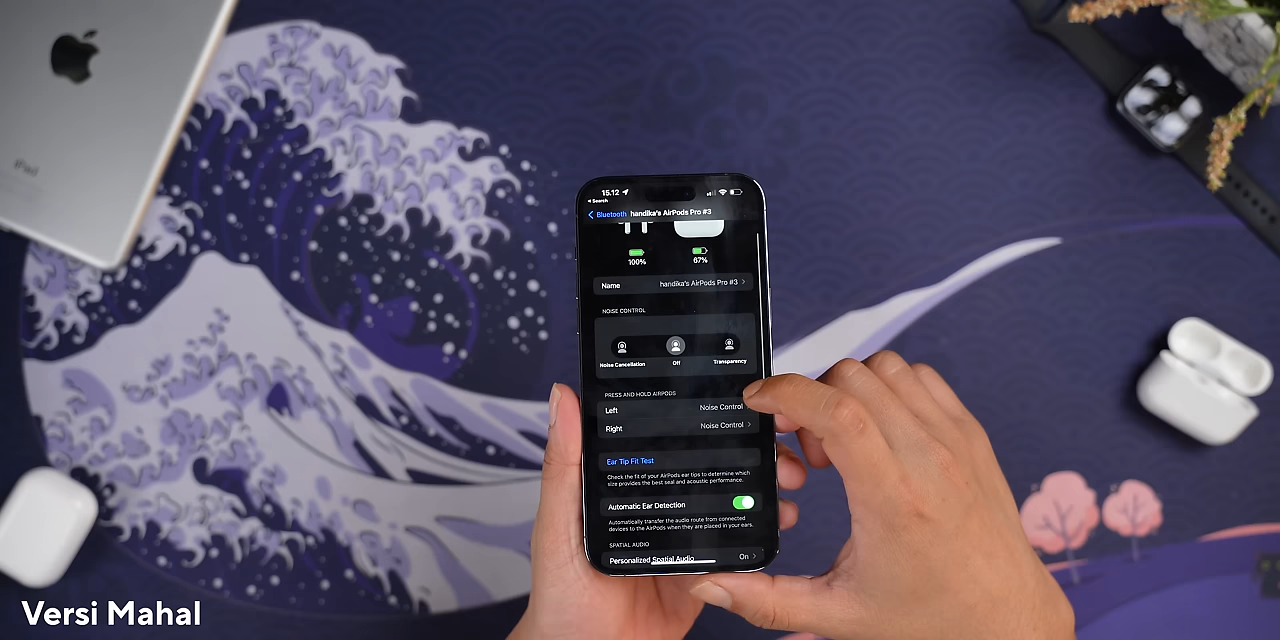 iPad
15.12
Search
Bluetooth handika's AirPods Pro #3
100% 67%
Name handika's AirPods Pro #3
NOISE CONTROL
Noise Cancellation Off Transparency
PRESS AND HOLD AIRPODS
Left Noise Control
Right Noise Control
Ear Tip Fit Test
Check the fit of your AirPods ear tips to determine which
size provides the best seal and acoustic performance.
Automatic Ear Detection
Automatically transfer the audio route from connected
devices to the AirPods when they are placed in your ears.
SPATIAL AUDIO
Personalized Spatial Audio On
Versi Mahal